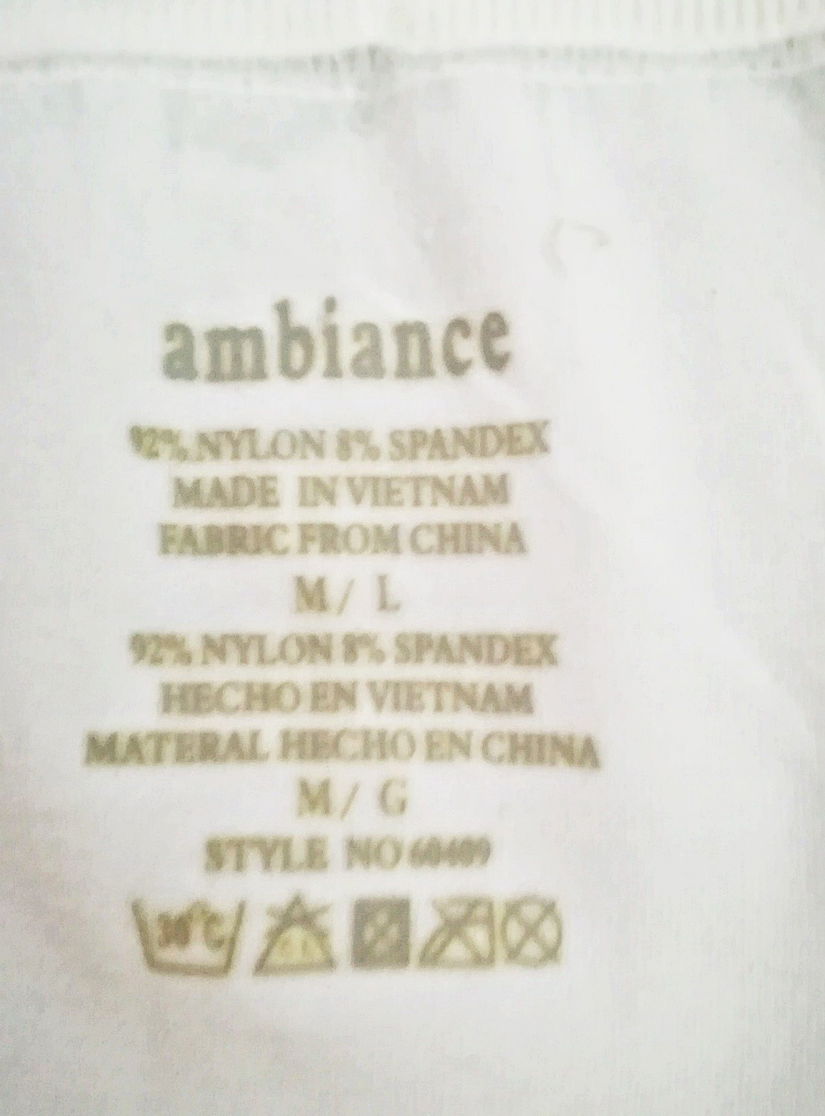 ambiance
92% NYLON 8% SPANDEX
MADE IN VIETNAM
FABRIC FROM CHINA
M / L
92% NYLON 8% SPANDEX
HECHO EN VIETNAM
MATERAL HECHO EN CHINA
M / G
STYLE NO 60409
30°C